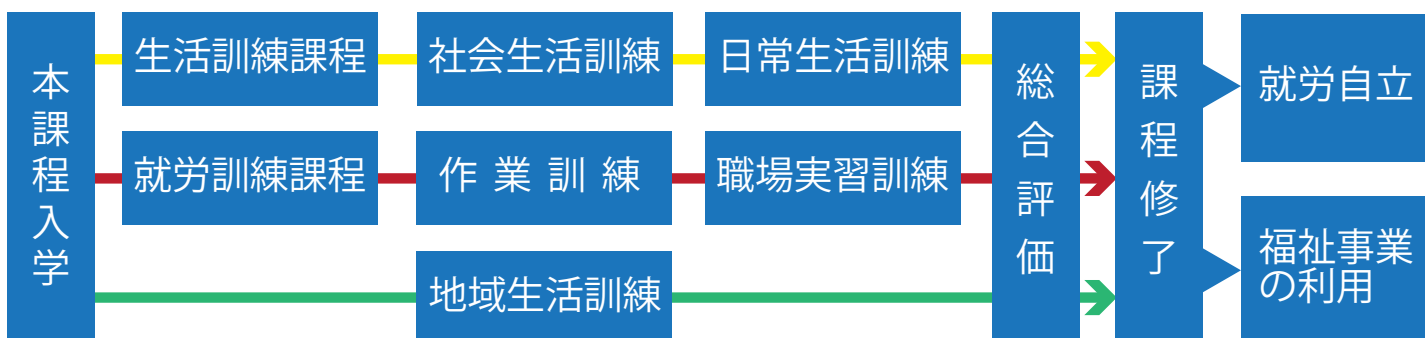 本課程入学
生活訓練課程
社会生活訓練
日常生活訓練
就労訓練課程
作業訓練
職場実習訓練
地域生活訓練
総合評価
課程修了
就労自立
福祉事業
の利用